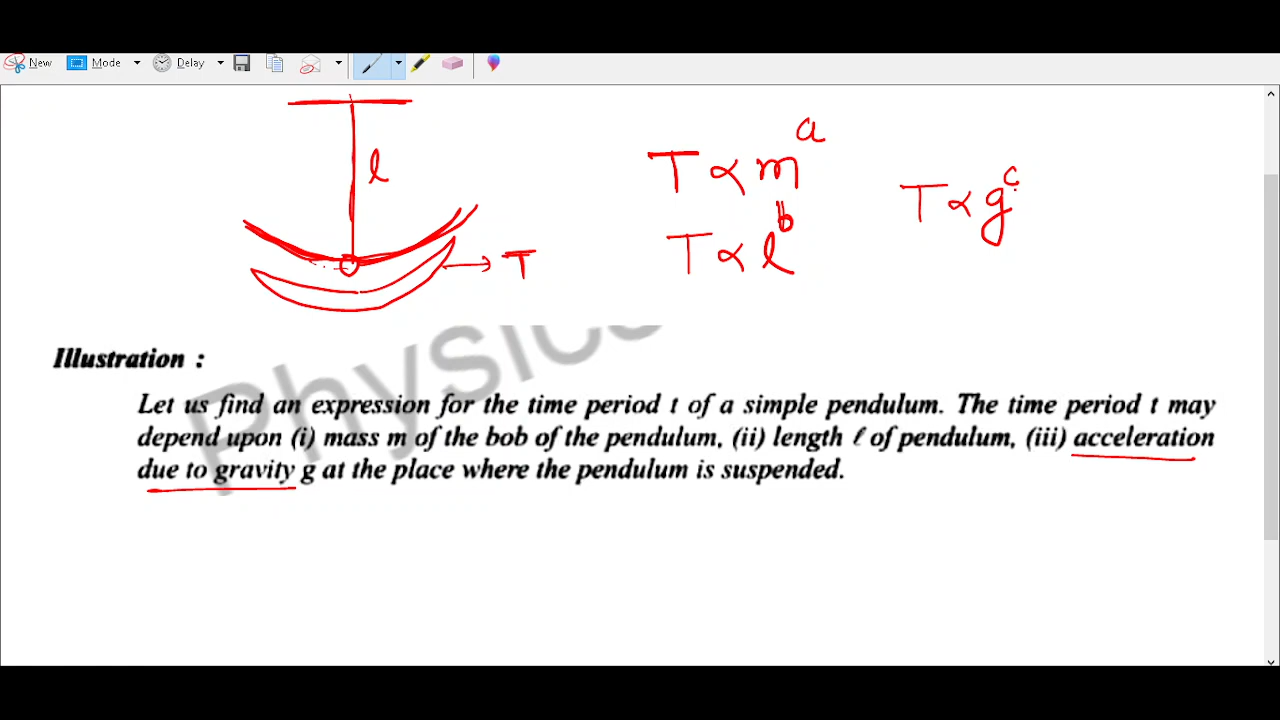 New Mode Delay
l
T ∝ m^a
T ∝ g^c
T ∝ l^b
T
Physics
Illustration :
Let us find an expression for the time period t of a simple pendulum. The time period t may
depend upon (i) mass m of the bob of the pendulum, (ii) length ℓ of pendulum, (iii) acceleration
due to gravity g at the place where the pendulum is suspended.